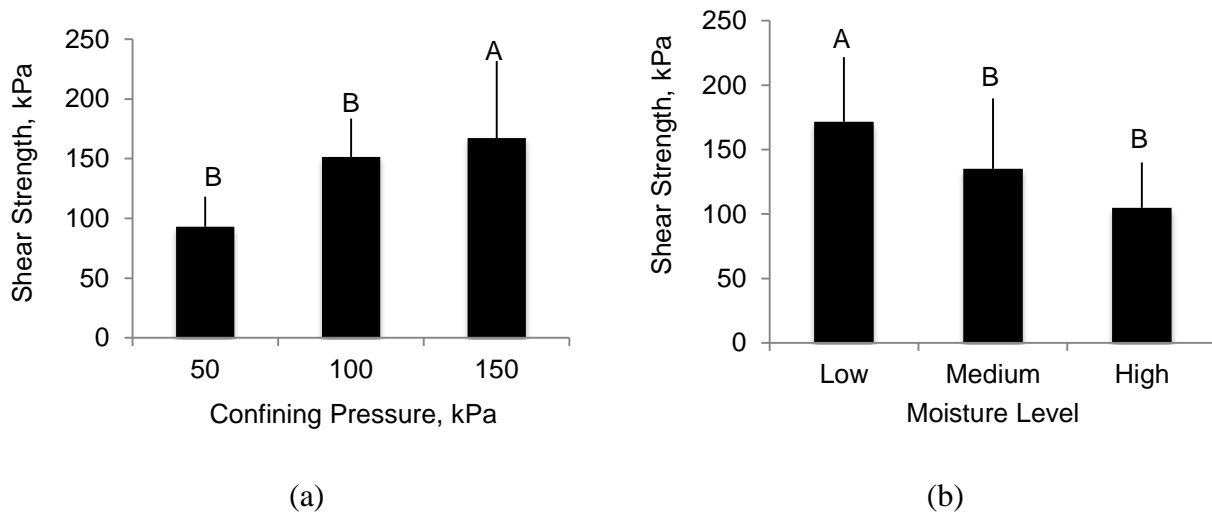 Shear Strength, kPa
250
200
150
100
50
0
B
B
A
50 100 150
Confining Pressure, kPa
(a)
Shear Strength, kPa
250
200
150
100
50
0
A
B
B
Low Medium High
Moisture Level
(b)